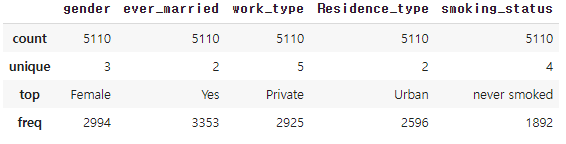 gender ever_married work_type Residence_type smoking_status
count 5110 5110 5110 5110 5110
unique 3 2 5 2 4
top Female Yes Private Urban never smoked
freq 2994 3353 2925 2596 1892